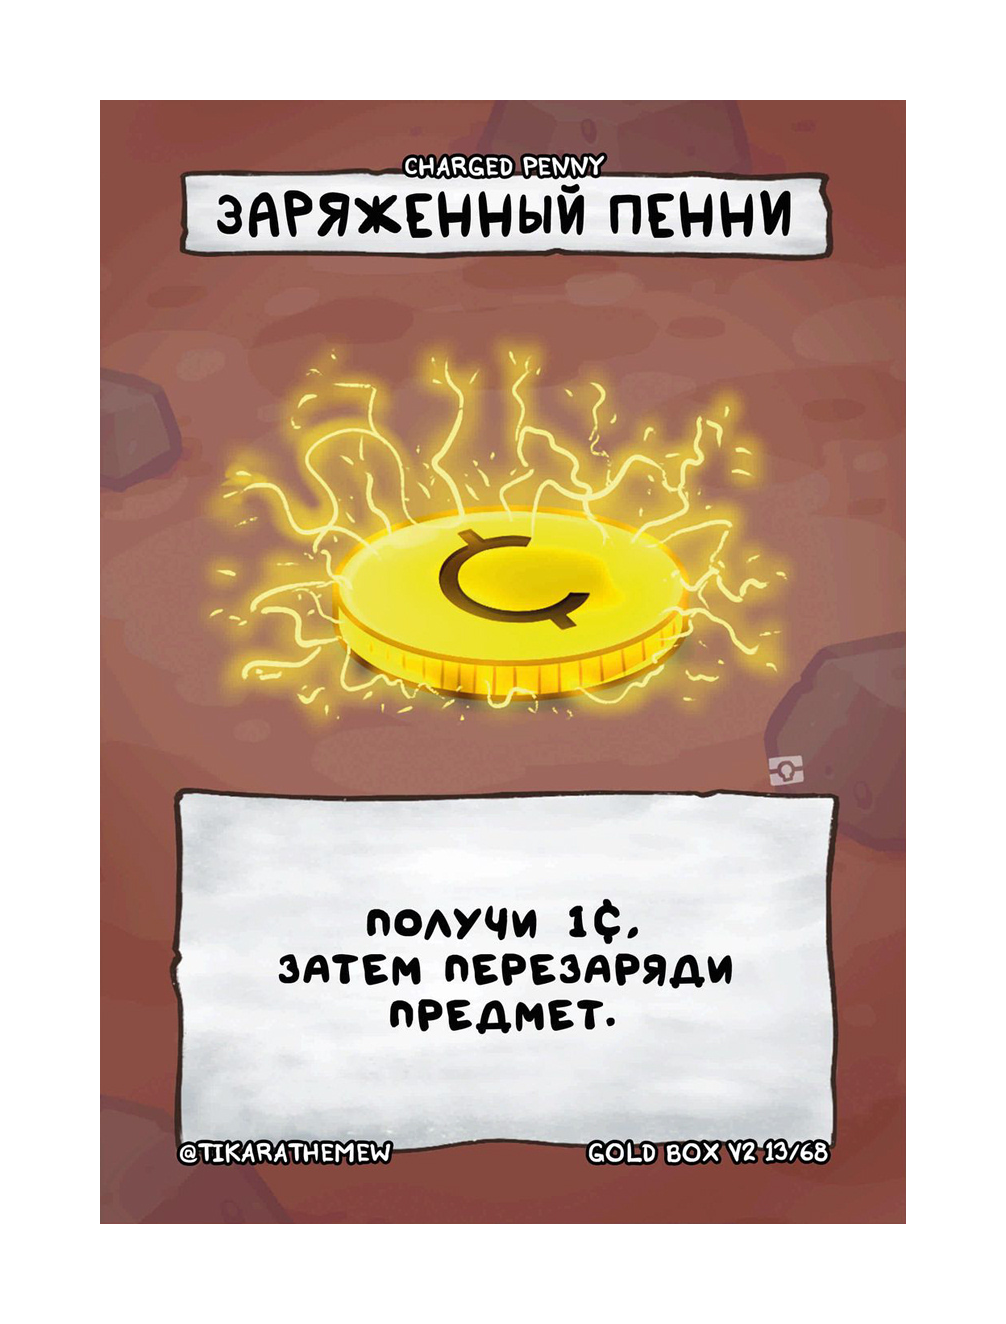 CHARGED PENNY
ЗАРЯЖЕННЫЙ ПЕННИ
ПОЛУЧИ 1¢,
ЗАТЕМ ПЕРЕЗАРЯДИ
ПРЕДМЕТ.
@TIKARATHEMEW
GOLD BOX V2 13/68